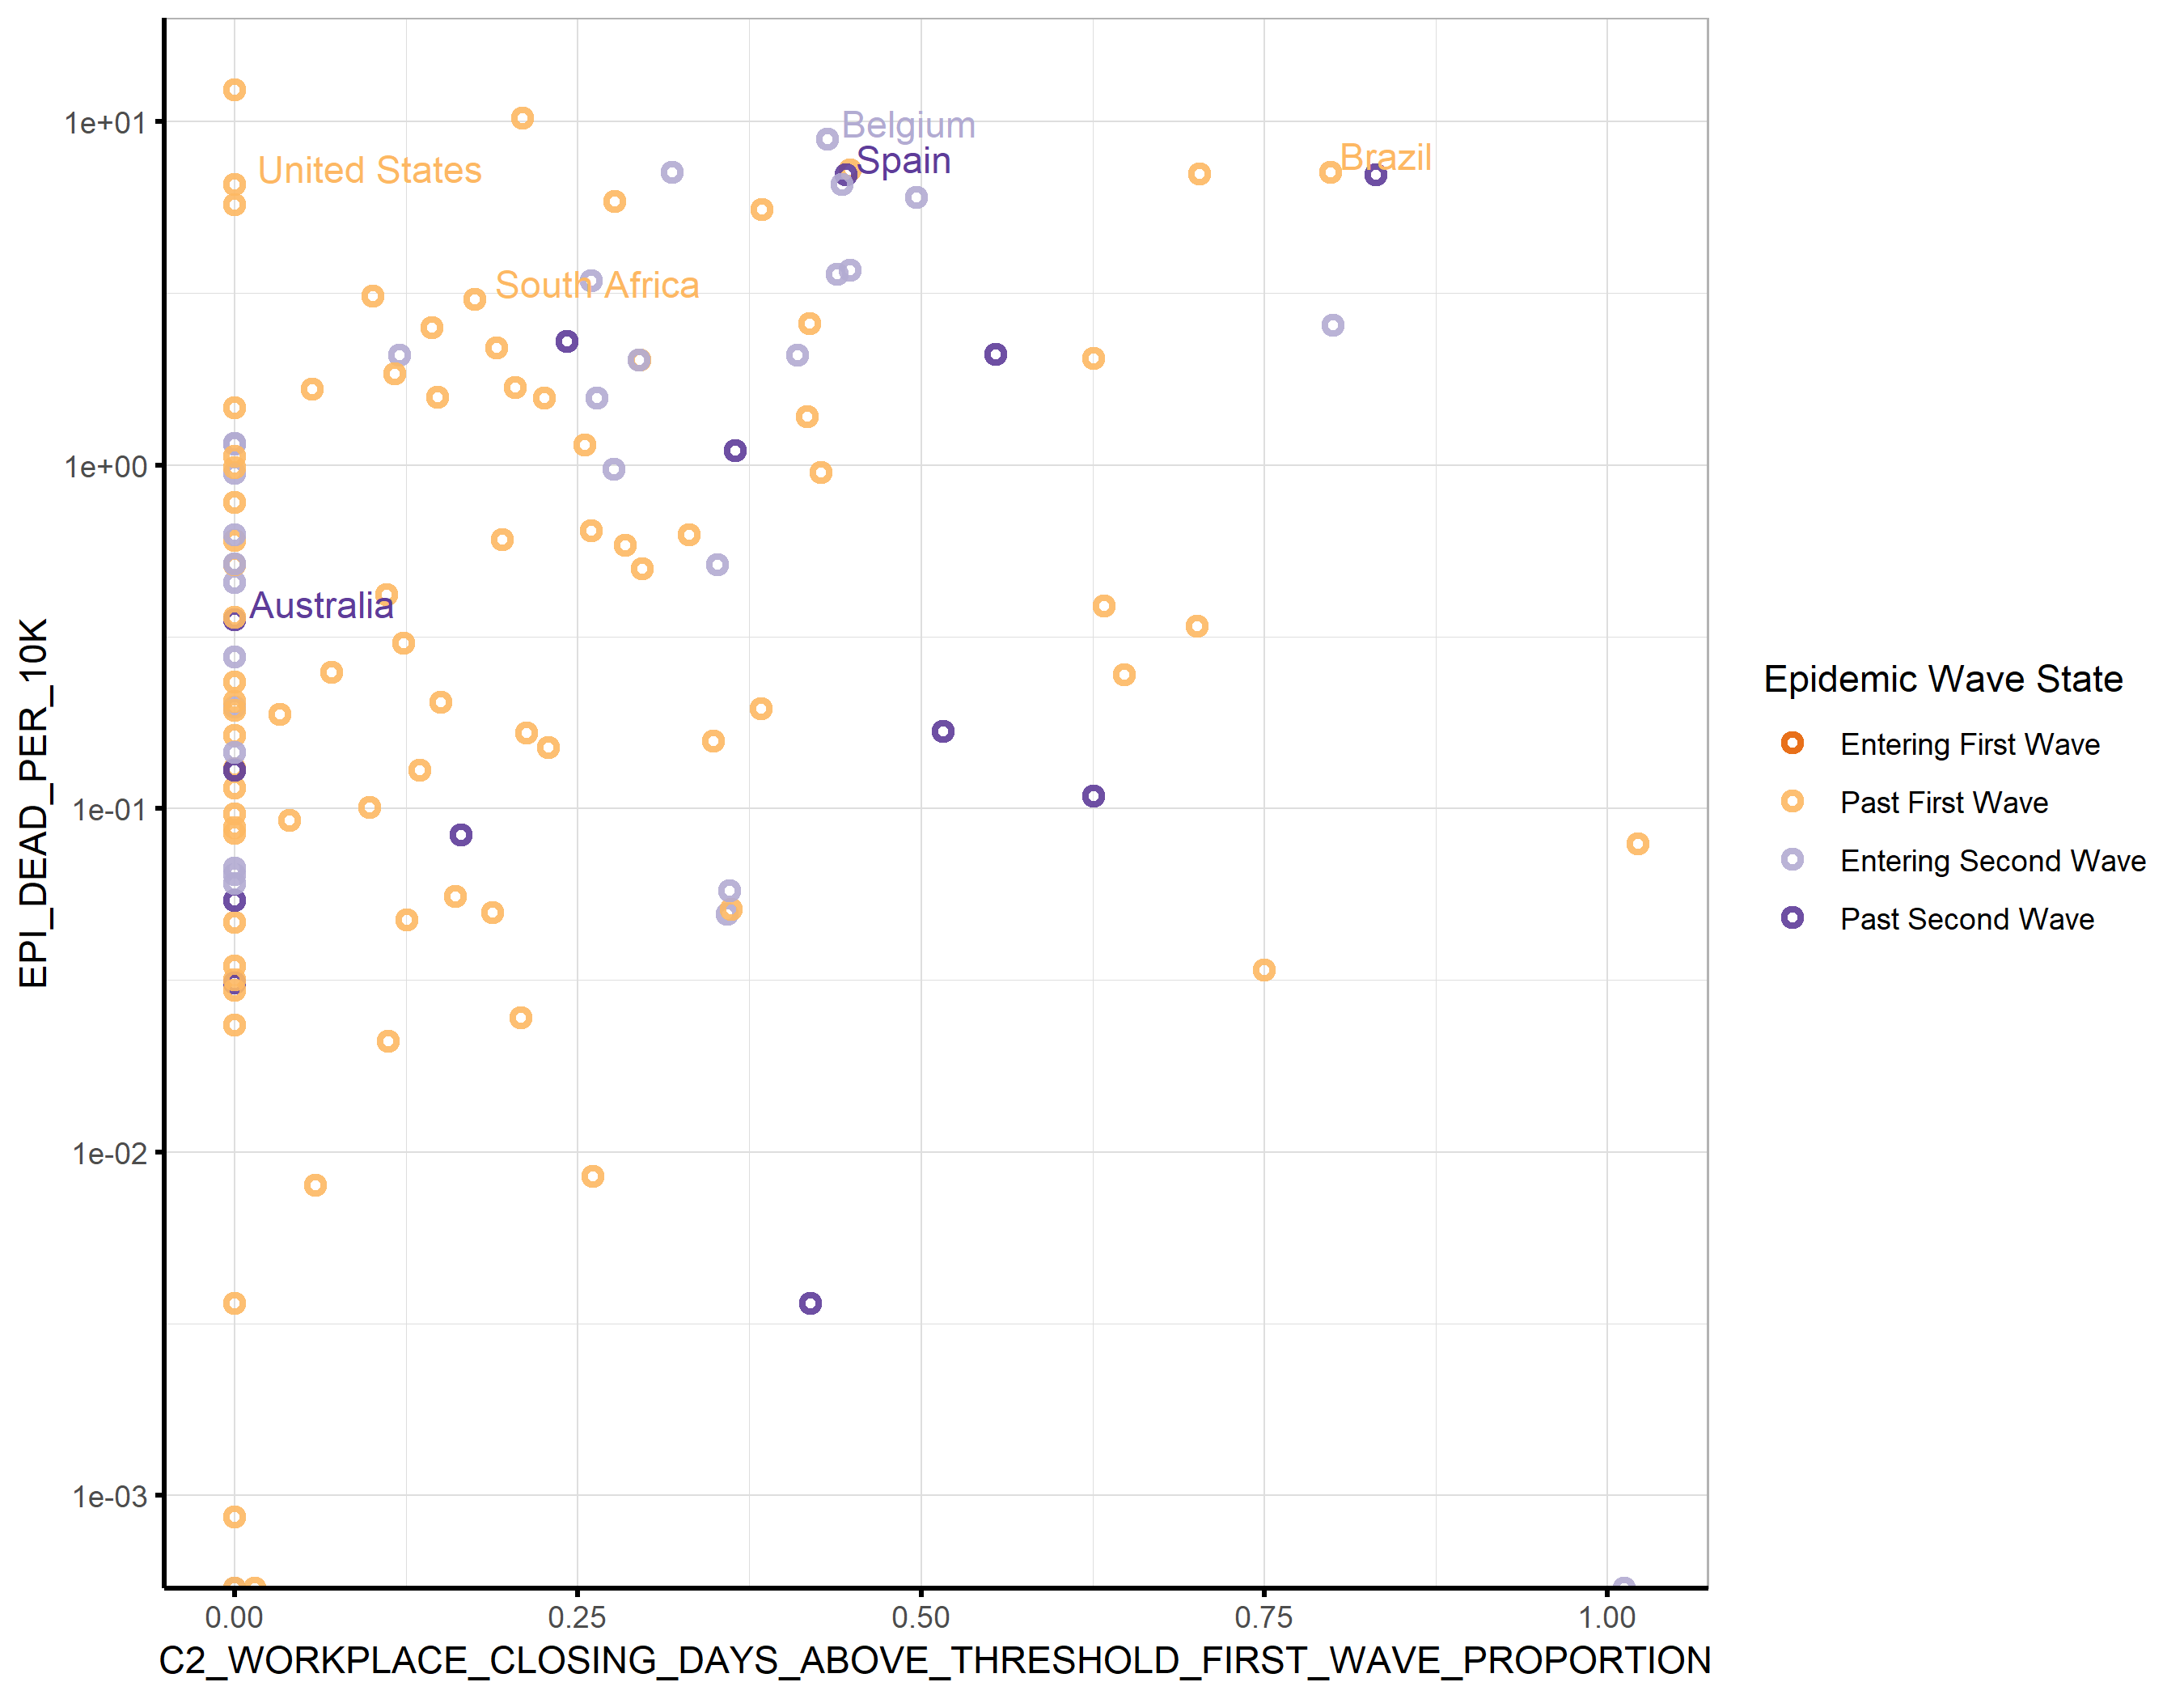 1e+01
1e+00
1e-01
1e-02
1e-03
EPI_DEAD_PER_10K
Belgium
Spain
Brazil
United States
South Africa
Australia
0.00
0.25
0.50
0.75
1.00
C2_WORKPLACE_CLOSING_DAYS_ABOVE_THRESHOLD_FIRST_WAVE_PROPORTION
Epidemic Wave State
Entering First Wave
Past First Wave
Entering Second Wave
Past Second Wave